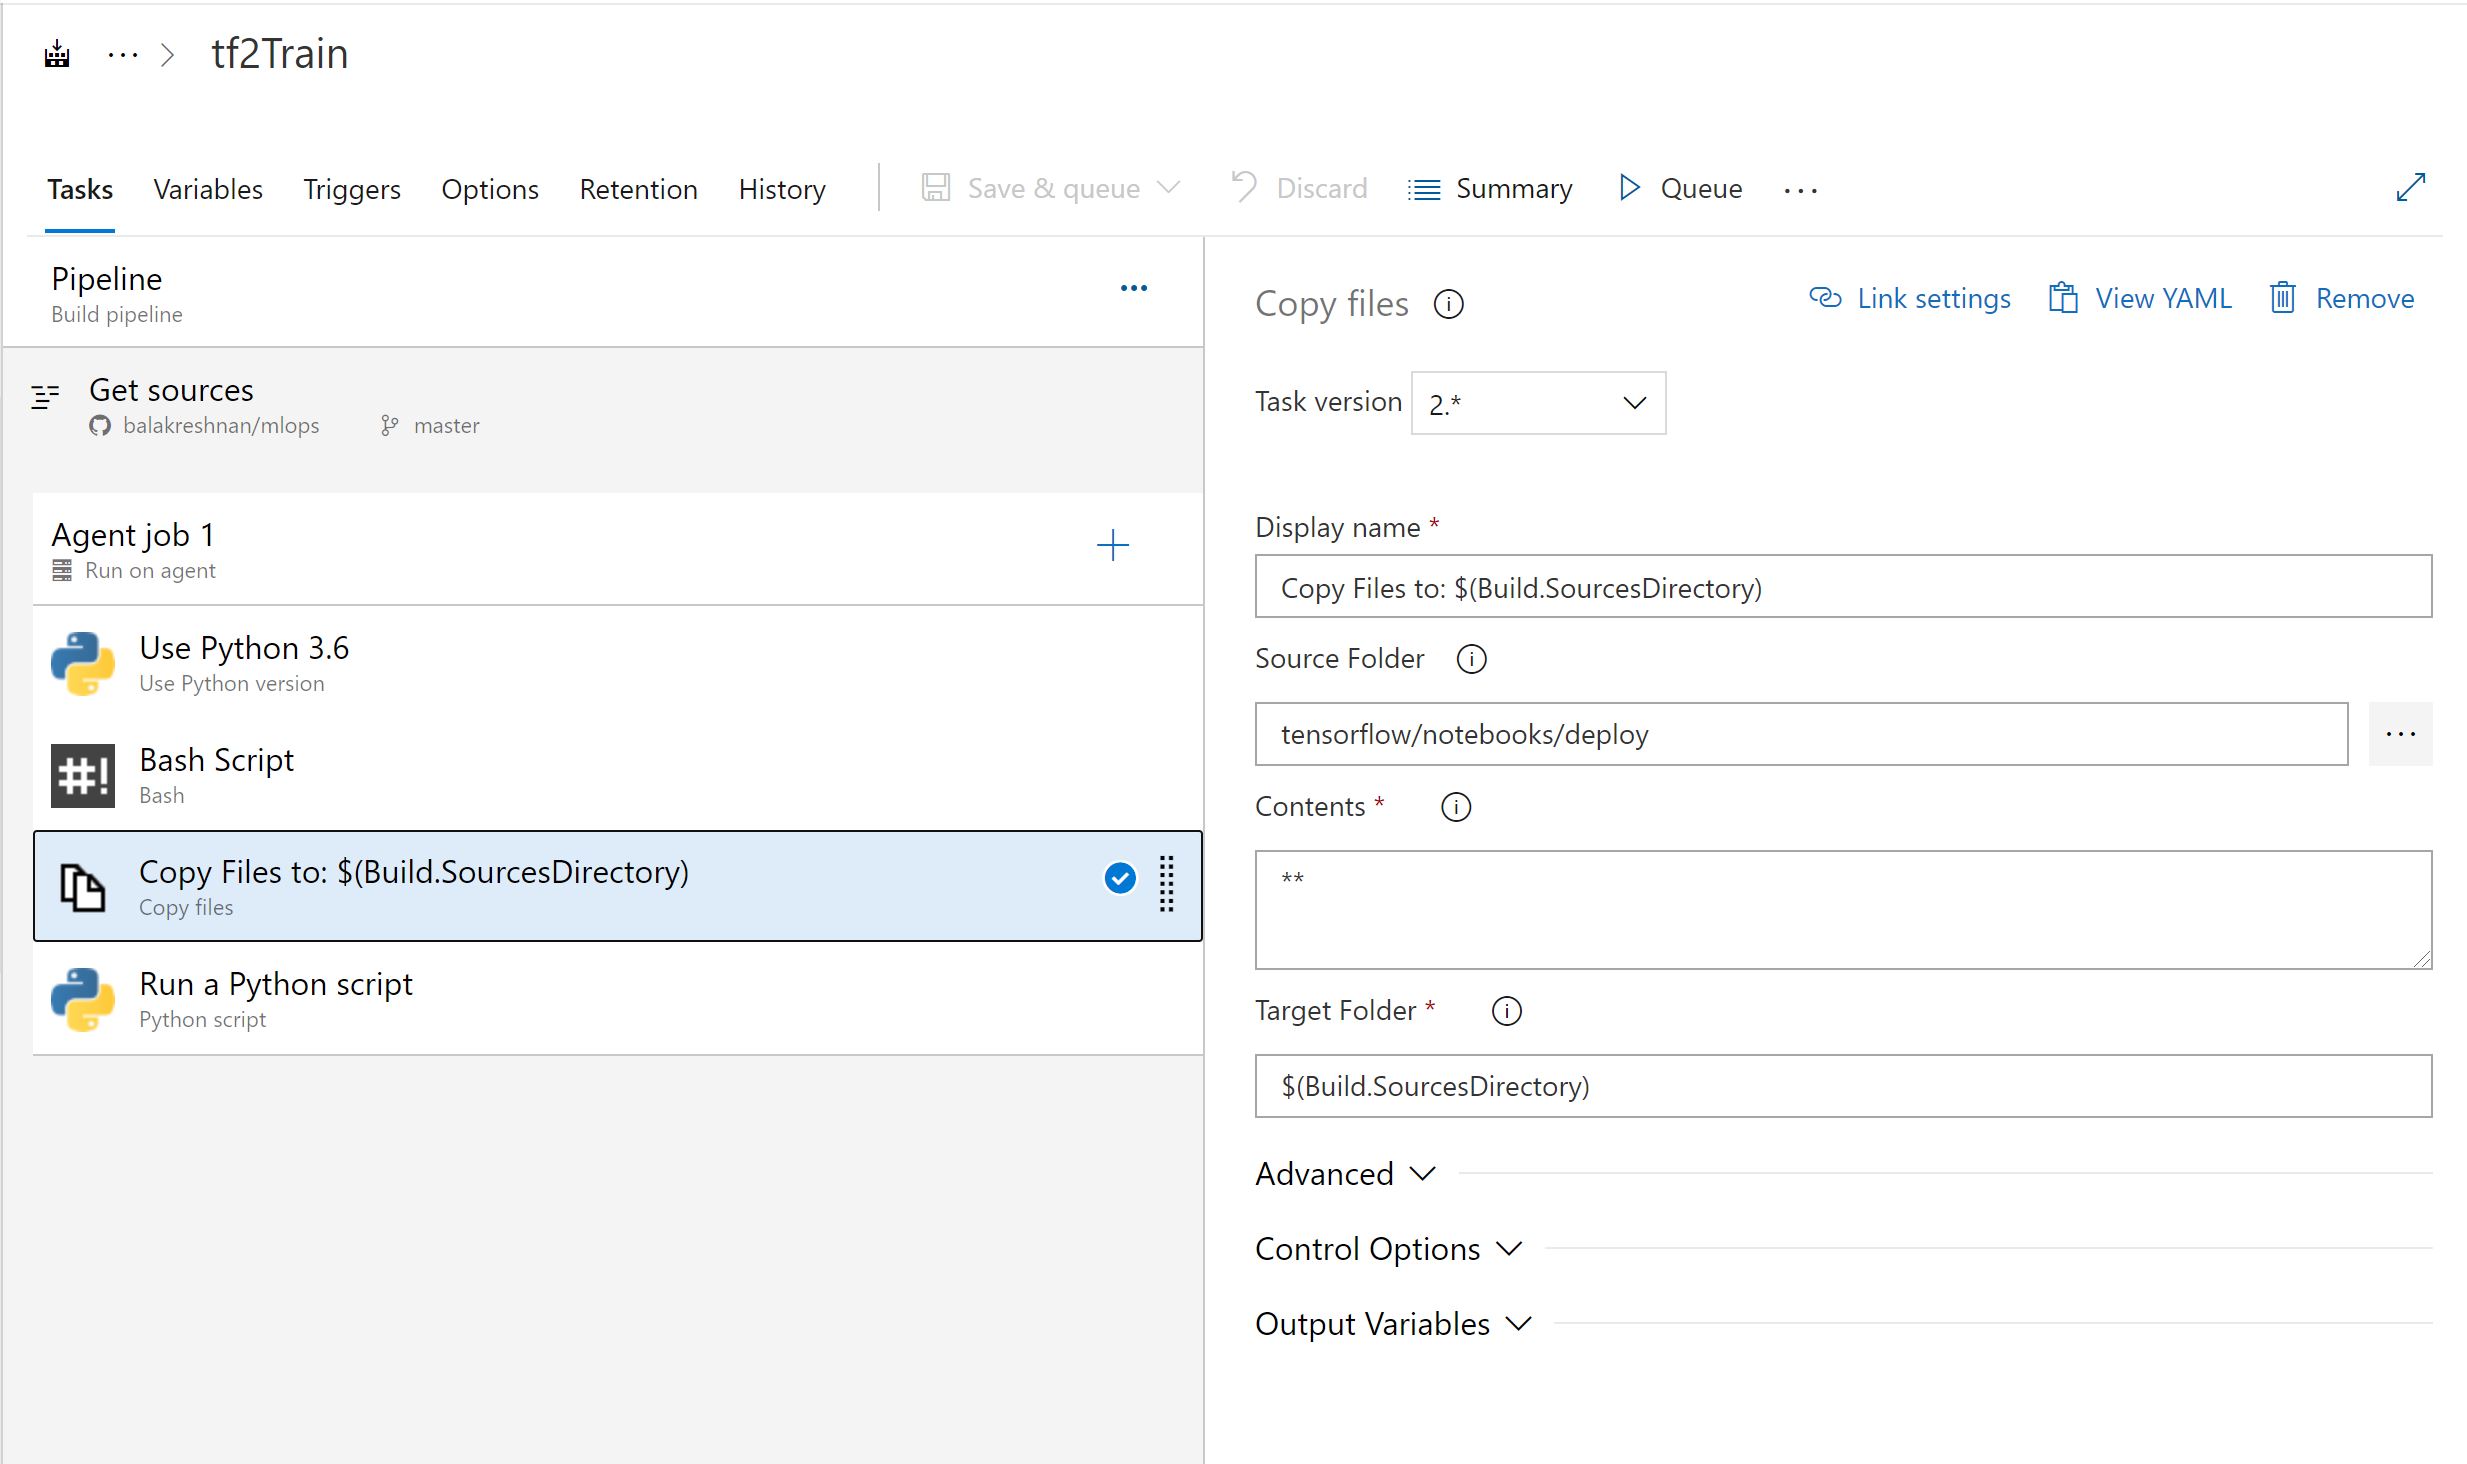 tf2Train
Tasks Variables Triggers Options Retention History Save & queue Discard Summary Queue
Pipeline
Build pipeline
Get sources
balakreshnan/mlops master
Agent job 1
Run on agent
Use Python 3.6
Use Python version
#! Bash Script
Bash
Copy Files to: $(Build.SourcesDirectory)
Copy files
Run a Python script
Python script
Copy files
Link settings View YAML Remove
Task version 2.*
Display name *
Copy Files to: $(Build.SourcesDirectory)
Source Folder
tensorflow/notebooks/deploy
Contents *
**
Target Folder *
$(Build.SourcesDirectory)
Advanced
Control Options
Output Variables